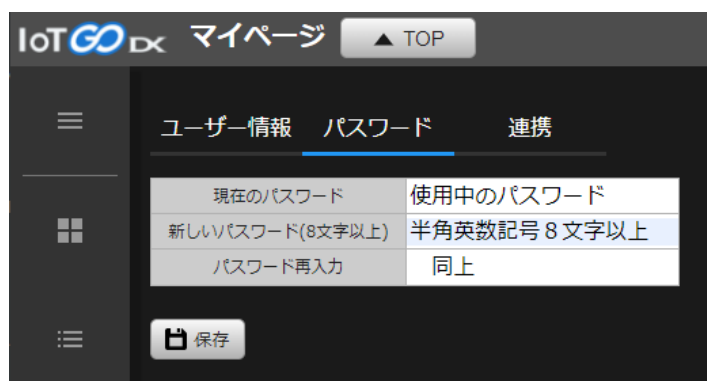 IoT GO DX マイページ ▲ TOP
ユーザー情報 パスワード 連携
現在のパスワード 使用中のパスワード
新しいパスワード(8文字以上) 半角英数記号８文字以上
パスワード再入力 同上
保存